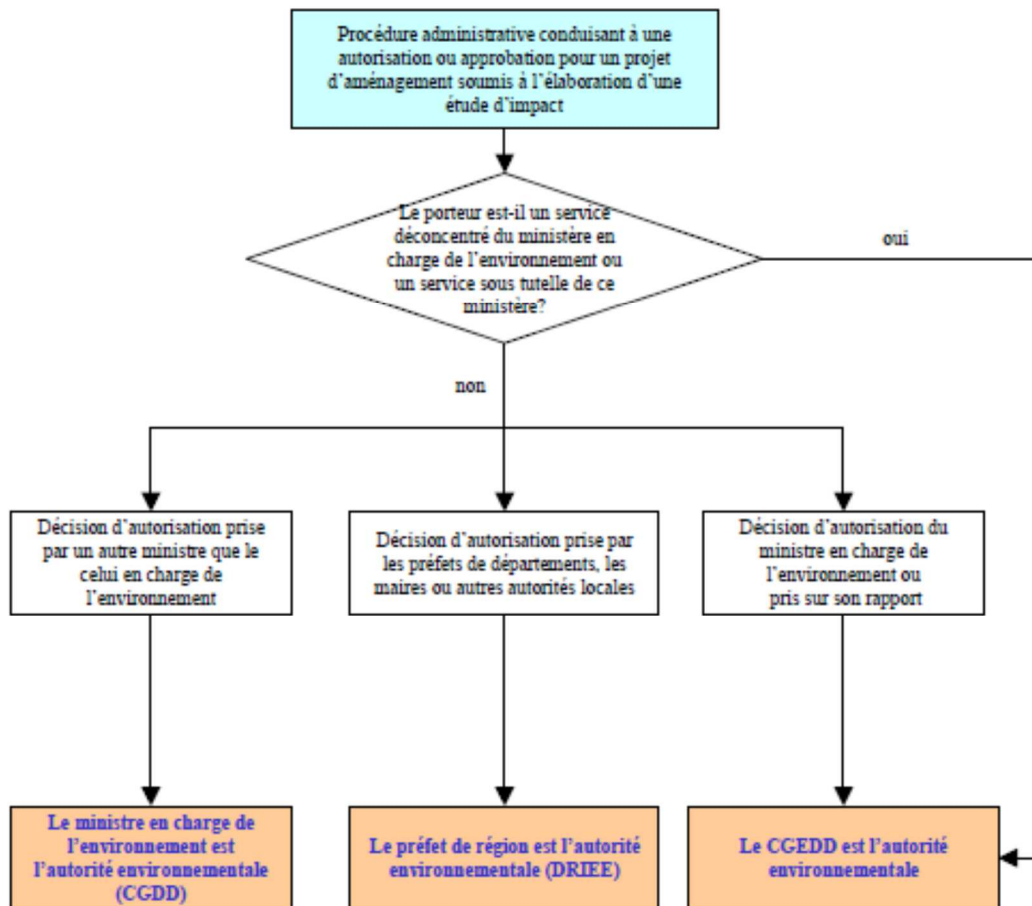 Procédure administrative conduisant à une
autorisation ou approbation pour un projet
d'aménagement soumis à l'élaboration d'une
étude d'impact
Le porteur est-il un service
déconcentré du ministère en
charge de l'environnement ou
un service sous tutelle de ce
ministère?
oui
non
Décision d'autorisation prise
par un autre ministre que le
celui en charge de
l'environnement
Décision d'autorisation prise par
les préfets de départements, les
maires ou autres autorités locales
Décision d'autorisation du
ministre en charge de
l'environnement ou
pris sur son rapport
Le ministre en charge de
l'environnement est
l'autorité environnementale
(CGDD)
Le préfet de région est l'autorité
environnementale (DRIEE)
Le CGEDD est l'autorité
environnementale